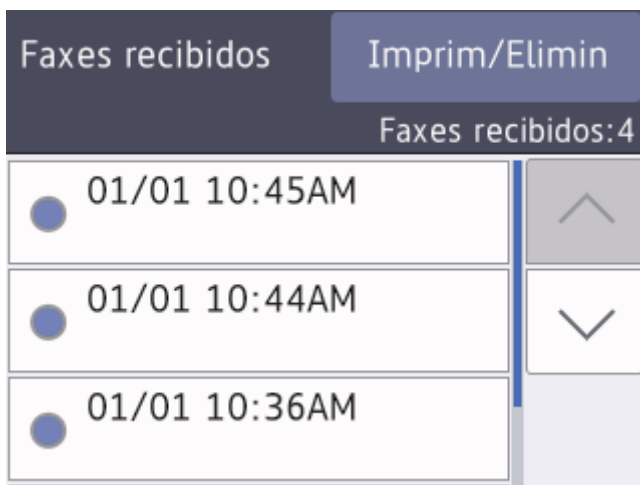 Faxes recibidos
Imprim/Elimin
Faxes recibidos:4
01/01 10:45AM
01/01 10:44AM
01/01 10:36AM